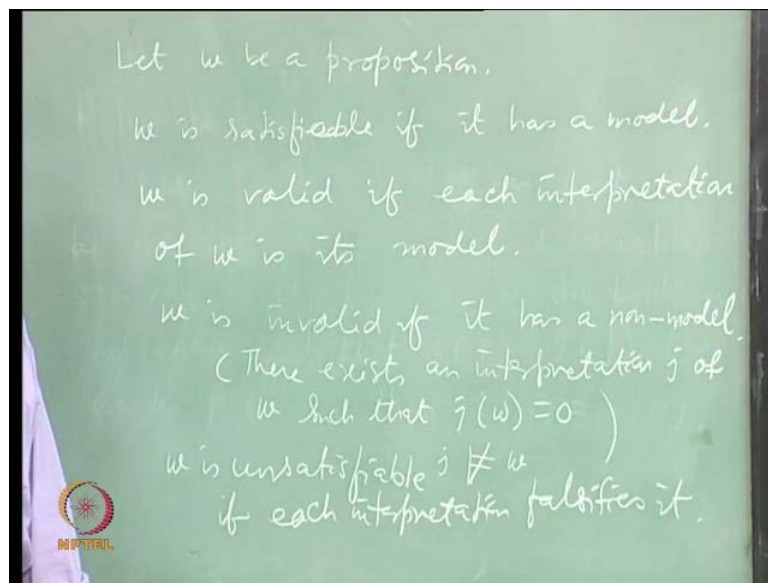 Let w be a proposition.
w is satisfiable if it has a model.
w is valid if each interpretation
of w is its model.
w is invalid if it has a non-model.
(There exists an interpretation j of
w such that j(w) = 0 )
w is unsatisfiable j ⊭ w
if each interpretation falsifies it.
NPTEL